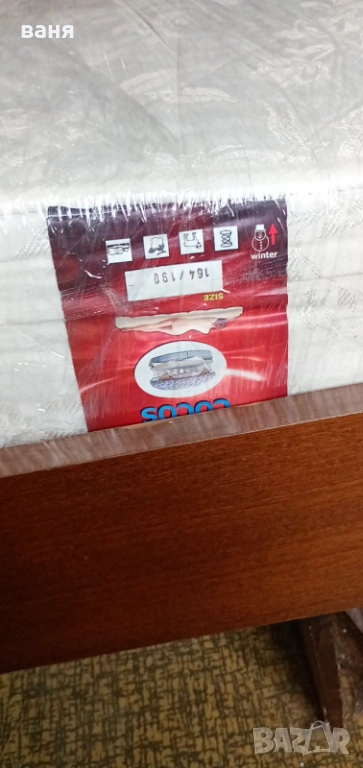 ваня
winter
164/190
SIZE
COCOS
BAZAR